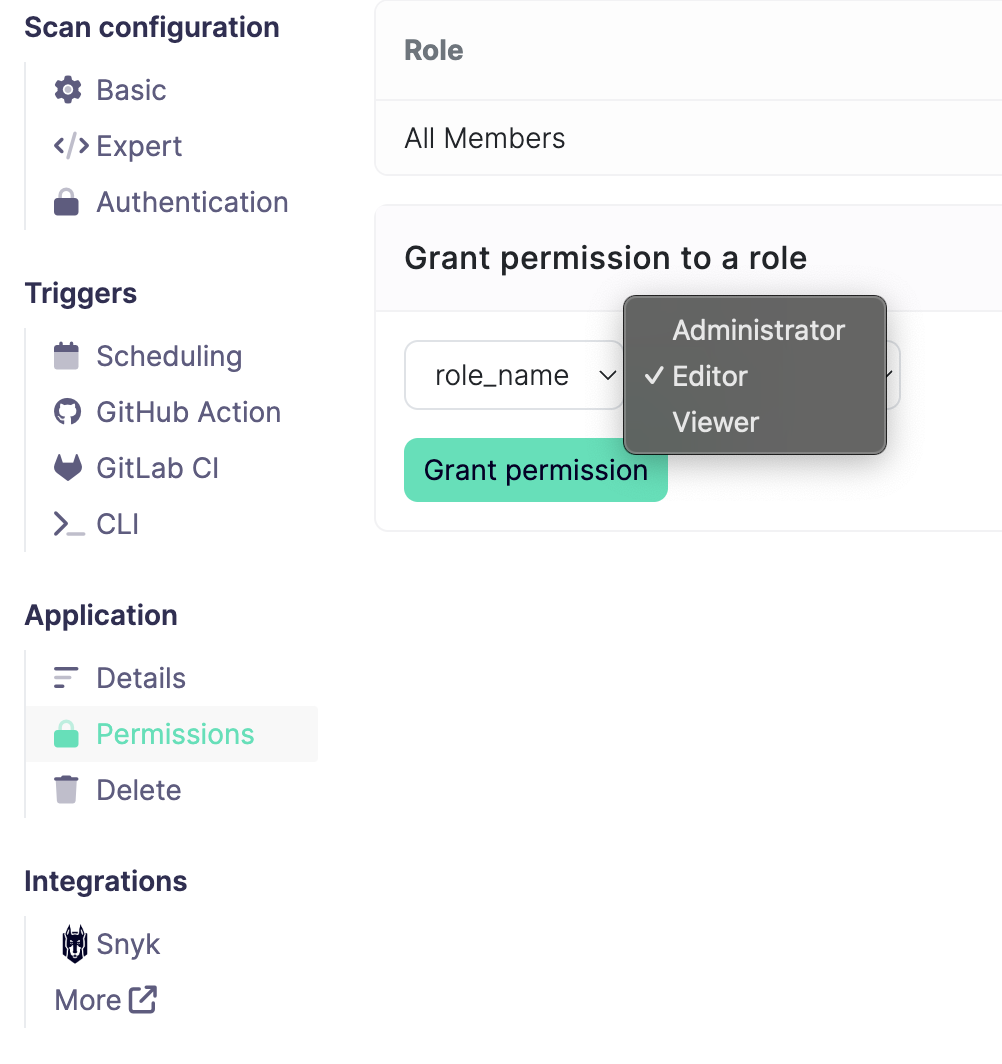 Scan configuration
Basic
Expert
Authentication
Triggers
Scheduling
GitHub Action
GitLab CI
CLI
Application
Details
Permissions
Delete
Integrations
Snyk
More
Role
All Members
Grant permission to a role
role_name
Administrator
Editor
Viewer
Grant permission